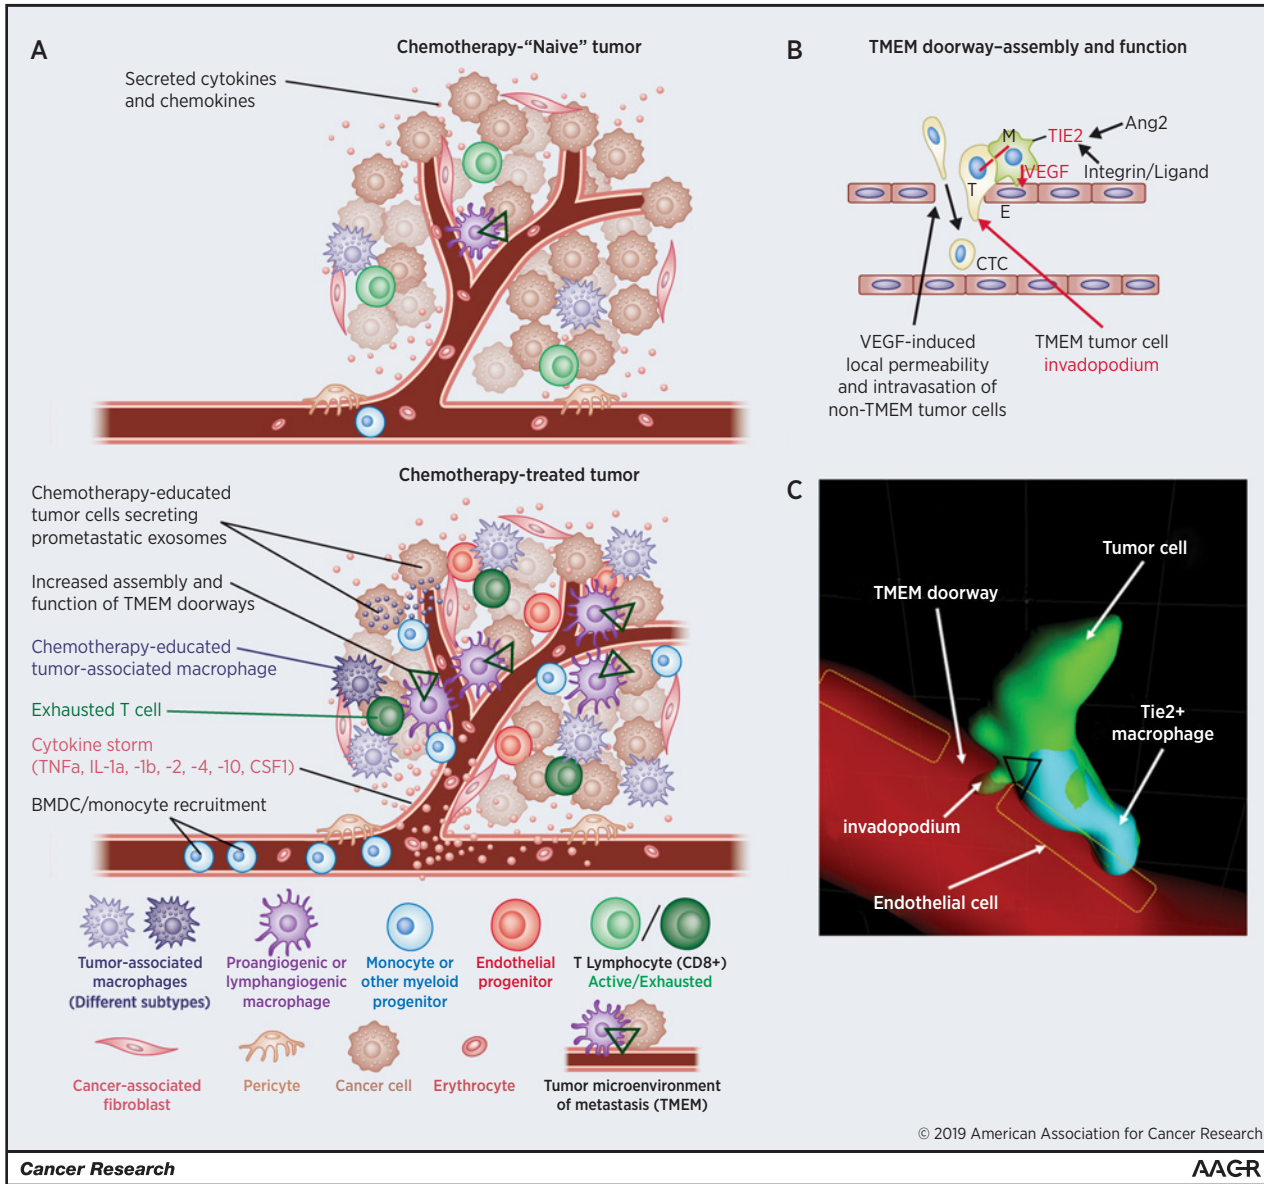 A
Chemotherapy-“Naive” tumor
Secreted cytokines
and chemokines
B
TMEM doorway–assembly and function
M
TIE2
Ang2
VEGF
Integrin/Ligand
T
E
CTC
VEGF-induced
local permeability
and intravasation of
non-TMEM tumor cells
TMEM tumor cell
invadopodium
Chemotherapy-treated tumor
Chemotherapy-educated
tumor cells secreting
prometastatic exosomes
Increased assembly and
function of TMEM doorways
Chemotherapy-educated
tumor-associated macrophage
Exhausted T cell
Cytokine storm
(TNFa, IL-1a, -1b, -2, -4, -10, CSF1)
BMDC/monocyte recruitment
C
Tumor cell
TMEM doorway
Tie2+
macrophage
invadopodium
Endothelial cell
Tumor-associated
macrophages
(Different subtypes)
Proangiogenic or
lymphangiogenic
macrophage
Monocyte or
other myeloid
progenitor
Endothelial
progenitor
/
T Lymphocyte (CD8+)
Active/Exhausted
Cancer-associated
fibroblast
Pericyte
Cancer cell
Erythrocyte
Tumor microenvironment
of metastasis (TMEM)
© 2019 American Association for Cancer Research
Cancer Research
AACR